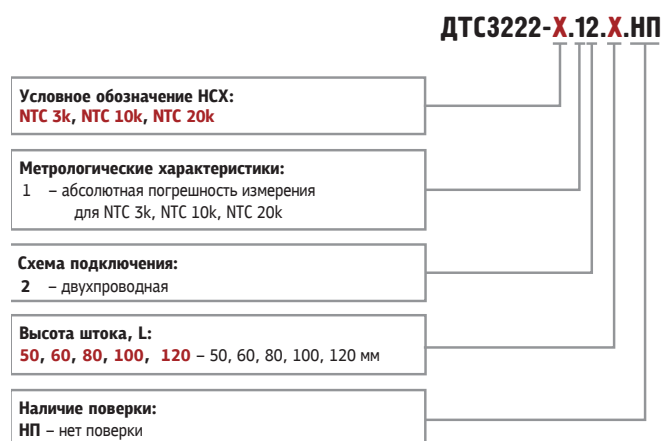 ДТС3222-X.12.X.НП
Условное обозначение НСХ:
NTC 3k, NTC 10k, NTC 20k
Метрологические характеристики:
1 – абсолютная погрешность измерения
для NTC 3k, NTC 10k, NTC 20k
Схема подключения:
2 – двухпроводная
Высота штока, L:
50, 60, 80, 100, 120 – 50, 60, 80, 100, 120 мм
Наличие поверки:
НП – нет поверки